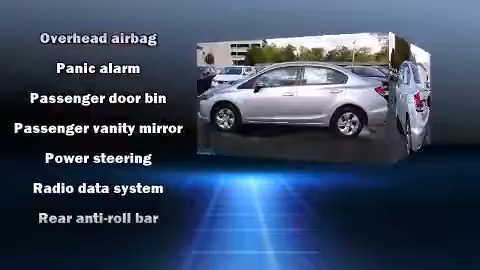 Overhead airbag
Panic alarm
Passenger door bin
Passenger vanity mirror
Power steering
Radio data system
Rear anti-roll bar